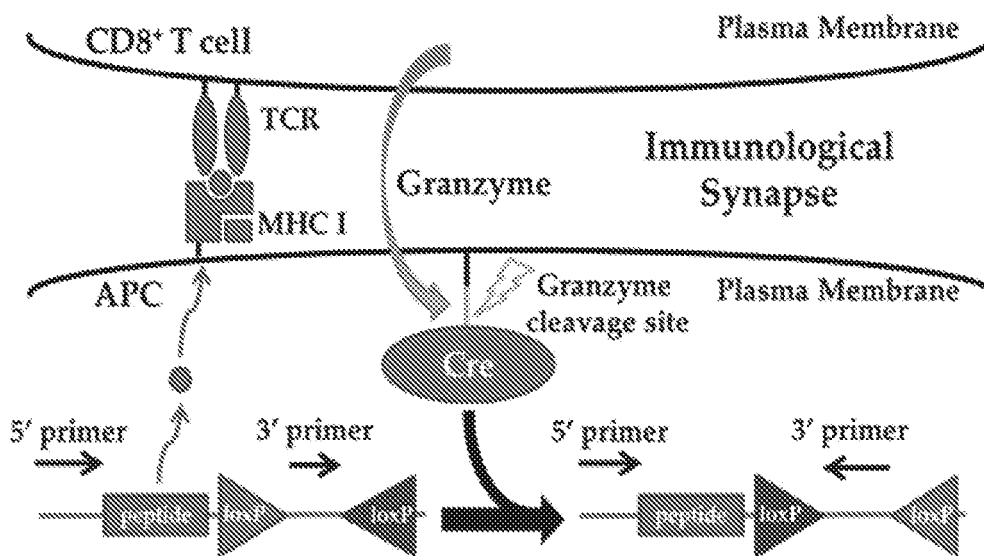 CD8⁺ T cell
Plasma Membrane
TCR
Immunological
Synapse
Granzyme
MHC I
APC
Granzyme
cleavage site
Plasma Membrane
Cre
5′ primer
3′ primer
5′ primer
3′ primer
peptide
loxP
loxP
peptide
loxP
loxP